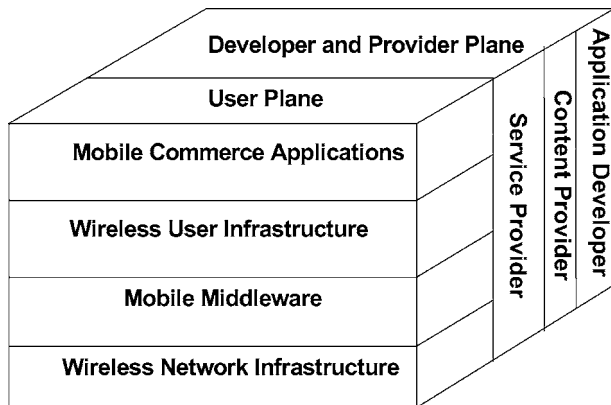 Developer and Provider Plane
User Plane
Mobile Commerce Applications
Wireless User Infrastructure
Mobile Middleware
Wireless Network Infrastructure
Service Provider
Content Provider
Application Developer